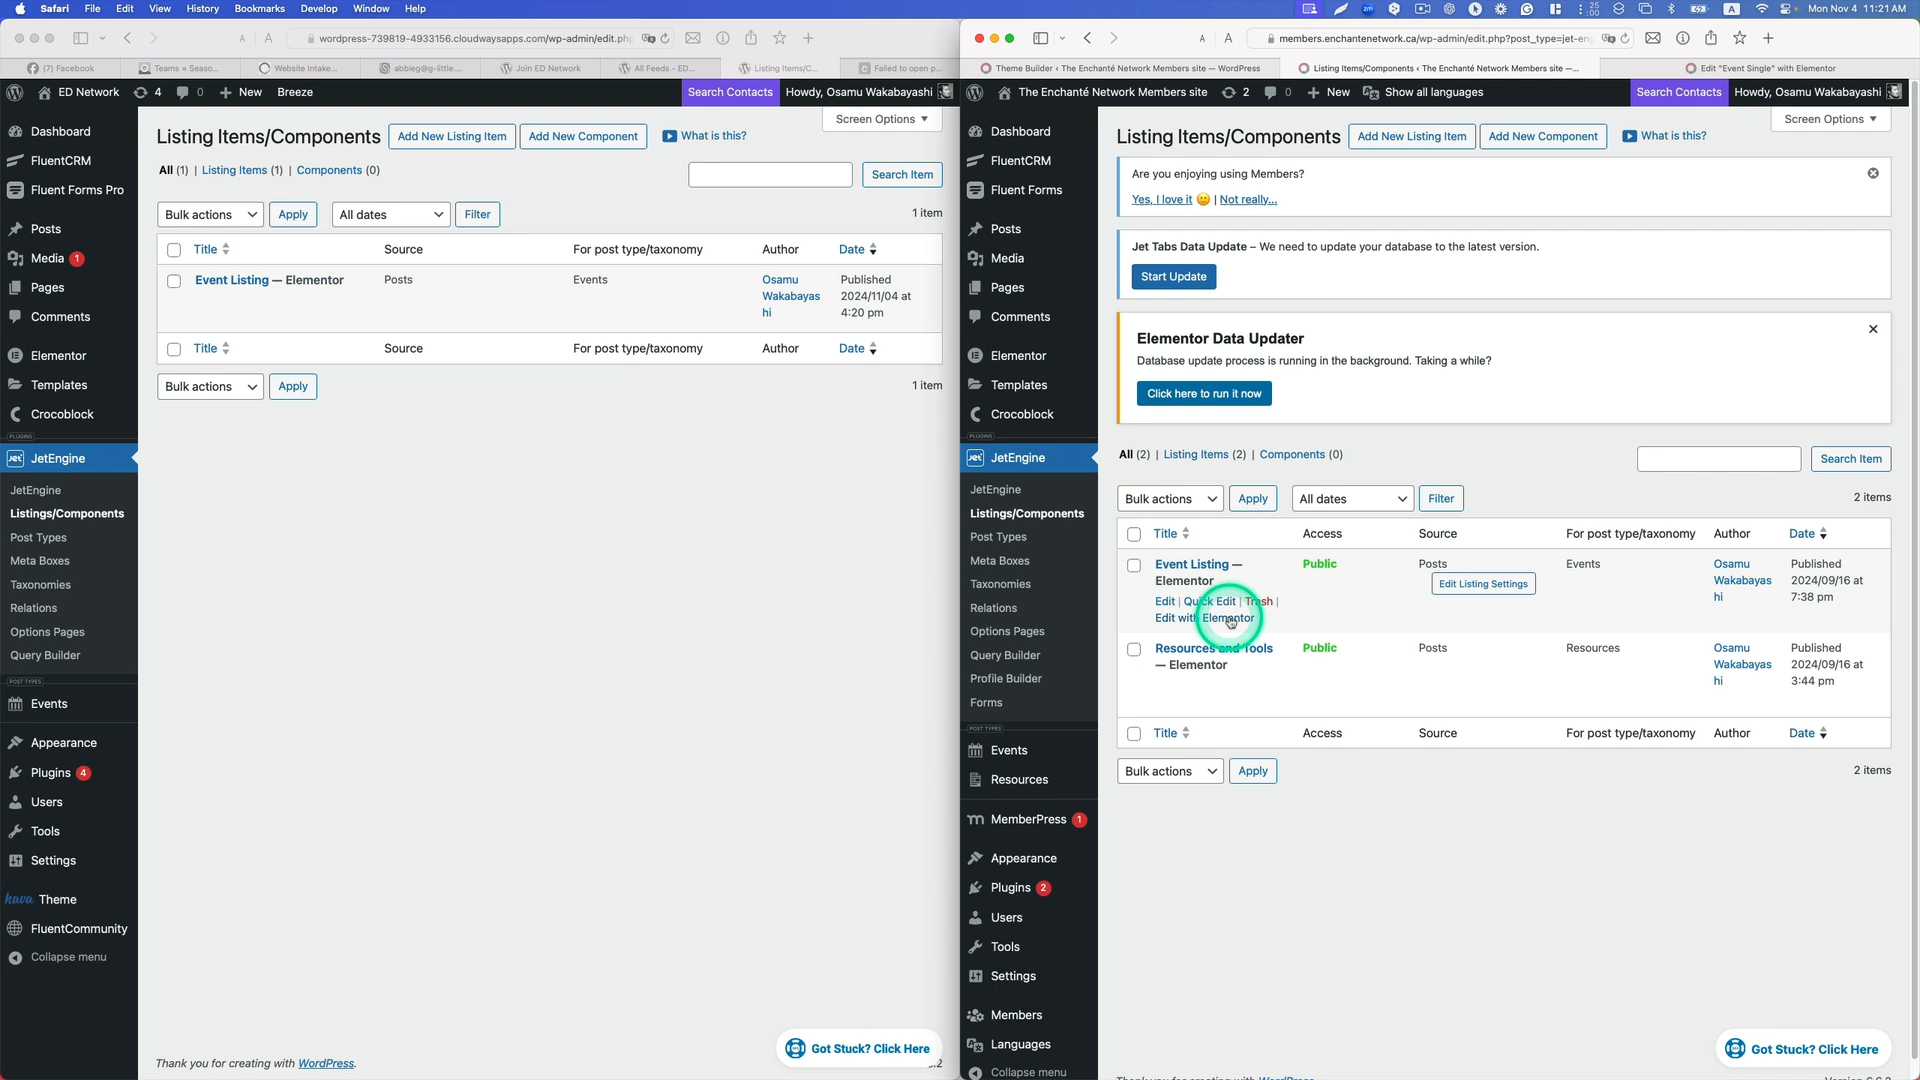 Safari File Edit View History Bookmarks Develop Window Help
25 :00 A Mon Nov 4 11:21 AM
A A wordpress-739819-4933156.cloudwaysapps.com/wp-admin/edit.php
(7) Facebook Teams » Seaso... Website Intake... abbieg@g-little.... Join ED Network All Feeds - ED... Listing Items/C... Failed to open p...
ED Network 4 0 New Breeze Search Contacts Howdy, Osamu Wakabayashi
Dashboard
FluentCRM
Fluent Forms Pro
Posts
Media 1
Pages
Comments
Elementor
Templates
Crocoblock
PLUGINS
JetEngine
JetEngine
Listings/Components
Post Types
Meta Boxes
Taxonomies
Relations
Options Pages
Query Builder
POST TYPES
Events
Appearance
Plugins 4
Users
Tools
Settings
hava Theme
FluentCommunity
Collapse menu
Screen Options
Listing Items/Components Add New Listing Item Add New Component What is this?
All (1) | Listing Items (1) | Components (0)
Search Item
Bulk actions Apply All dates Filter 1 item
Title Source For post type/taxonomy Author Date
Event Listing — Elementor Posts Events Osamu Wakabayashi Published 2024/11/04 at 4:20 pm
Title Source For post type/taxonomy Author Date
Bulk actions Apply 1 item
Got Stuck? Click Here
Thank you for creating with WordPress.
A A members.enchantenetwork.ca/wp-admin/edit.php?post_type=jet-en
Theme Builder ‹ The Enchanté Network Members site — WordPress Listing Items/Components ‹ The Enchanté Network Members site —... Edit "Event Single" with Elementor
The Enchanté Network Members site 2 0 New Show all languages Search Contacts Howdy, Osamu Wakabayashi
Dashboard
FluentCRM
Fluent Forms
Posts
Media
Pages
Comments
Elementor
Templates
Crocoblock
PLUGINS
JetEngine
JetEngine
Listings/Components
Post Types
Meta Boxes
Taxonomies
Relations
Options Pages
Query Builder
Profile Builder
Forms
POST TYPES
Events
Resources
MemberPress 1
Appearance
Plugins 2
Users
Tools
Settings
Members
Languages
Collapse menu
Screen Options
Listing Items/Components Add New Listing Item Add New Component What is this?
Are you enjoying using Members?
Yes, I love it | Not really...
Jet Tabs Data Update – We need to update your database to the latest version.
Start Update
Elementor Data Updater
Database update process is running in the background. Taking a while?
Click here to run it now
All (2) | Listing Items (2) | Components (0)
Search Item
Bulk actions Apply All dates Filter 2 items
Title Access Source For post type/taxonomy Author Date
Event Listing — Elementor Public Posts Events Osamu Wakabayashi Published 2024/09/16 at 7:38 pm
Edit Listing Settings
Edit | Quick Edit | Trash |
Edit with Elementor
Resources and Tools — Elementor Public Posts Resources Osamu Wakabayashi Published 2024/09/16 at 3:44 pm
Title Access Source For post type/taxonomy Author Date
Bulk actions Apply 2 items
Got Stuck? Click Here
Thank you for creating with WordPress